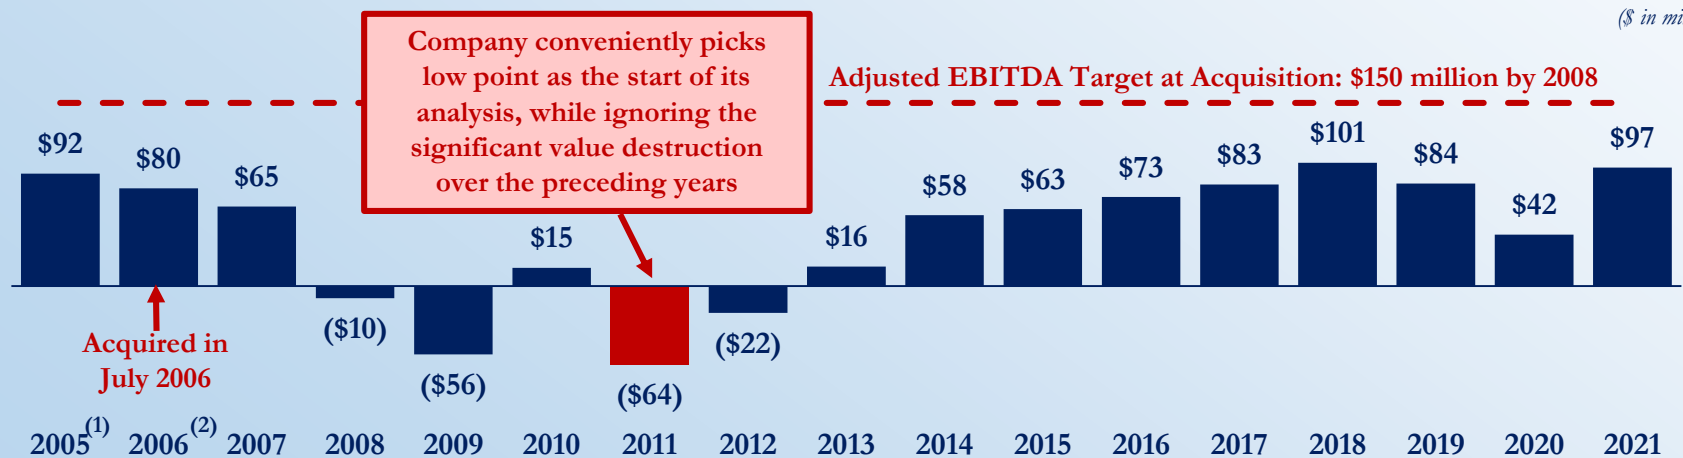 ($ in mi
Company conveniently picks
low point as the start of its
analysis, while ignoring the
significant value destruction
over the preceding years
Adjusted EBITDA Target at Acquisition: $150 million by 2008
$92
$80
$65
($10)
($56)
$15
($64)
($22)
$16
$58
$63
$73
$83
$101
$84
$42
$97
Acquired in
July 2006
2005(1) 2006(2) 2007 2008 2009 2010 2011 2012 2013 2014 2015 2016 2017 2018 2019 2020 2021